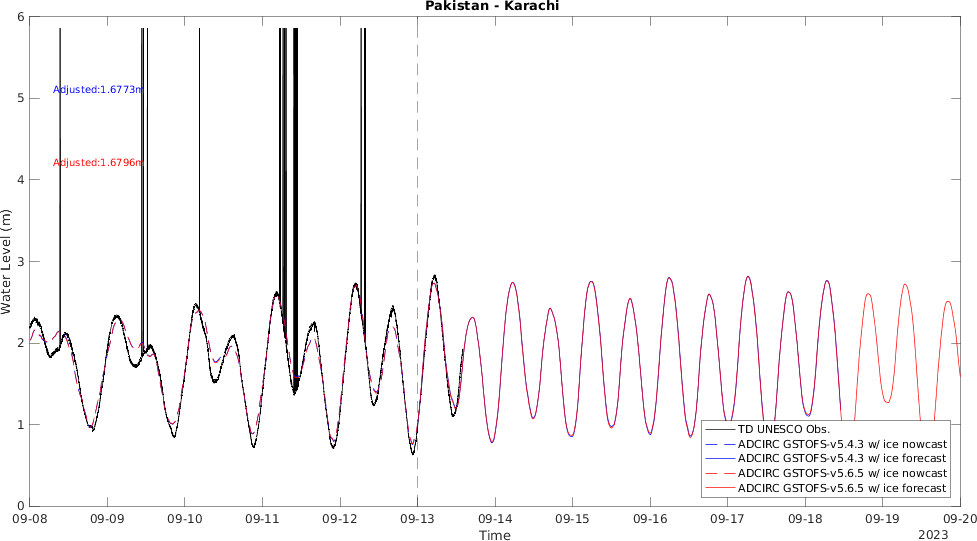 Pakistan - Karachi
6
5
4
3
2
1
0
Water Level (m)
Adjusted:1.6773m
Adjusted:1.6796m
TD UNESCO Obs.
ADCIRC GSTOFS-v5.4.3 w/ ice nowcast
ADCIRC GSTOFS-v5.4.3 w/ ice forecast
ADCIRC GSTOFS-v5.6.5 w/ ice nowcast
ADCIRC GSTOFS-v5.6.5 w/ ice forecast
09-08 09-09 09-10 09-11 09-12 09-13 09-14 09-15 09-16 09-17 09-18 09-19 09-20
Time
2023